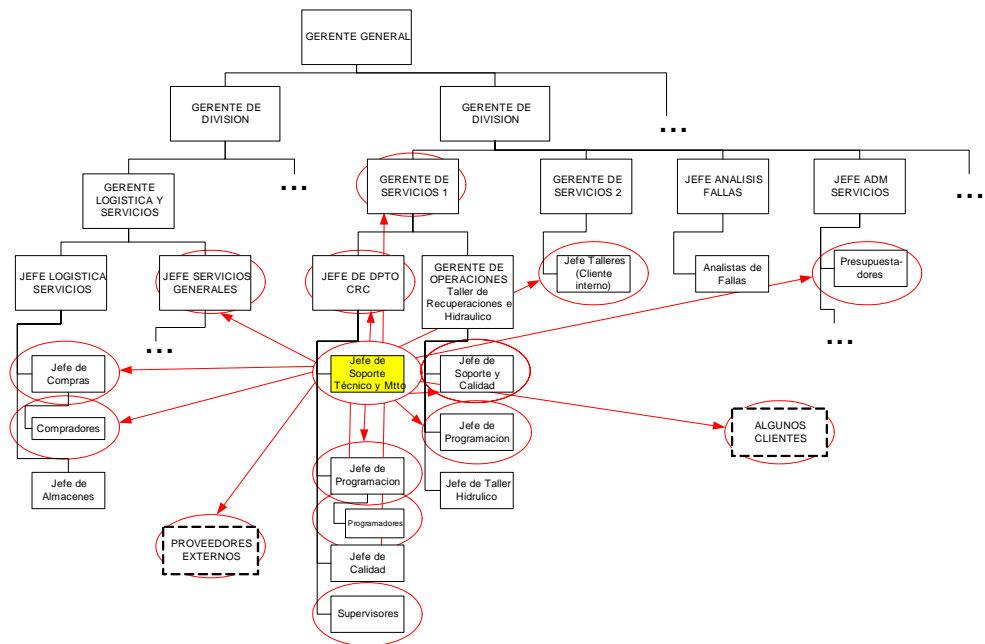 GERENTE GENERAL
GERENTE DE
DIVISION
GERENTE DE
DIVISION
...
GERENTE
LOGISTICA Y
SERVICIOS
...
GERENTE DE
SERVICIOS 1
GERENTE DE
SERVICIOS 2
JEFE ANALISIS
FALLAS
JEFE ADM
SERVICIOS
...
JEFE LOGISTICA
SERVICIOS
JEFE SERVICIOS
GENERALES
JEFE DE DPTO
CRC
GERENTE DE
OPERACIONES
Taller de
Recuperaciones e
Hidraulico
Jefe Talleres
(Cliente
interno)
Analistas de
Fallas
Presupuesta-
dores
...
...
Jefe de
Compras
Jefe de
Soporte
Técnico y Mtto
Jefe de
Soporte y
Calidad
Compradores
Jefe de
Programacion
ALGUNOS
CLIENTES
Jefe de
Almacenes
Jefe de
Programacion
Jefe de Taller
Hidrulico
Programadores
PROVEEDORES
EXTERNOS
Jefe de
Calidad
Supervisores